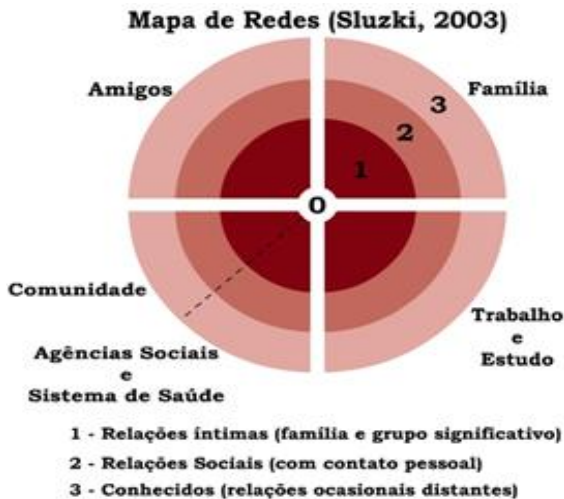 Mapa de Redes (Sluzki, 2003)
Amigos
Família
3
2
1
0
Comunidade
Agências Sociais
e
Sistema de Saúde
Trabalho
e
Estudo
1 - Relações íntimas (família e grupo significativo)
2 - Relações Sociais (com contato pessoal)
3 - Conhecidos (relações ocasionais distantes)